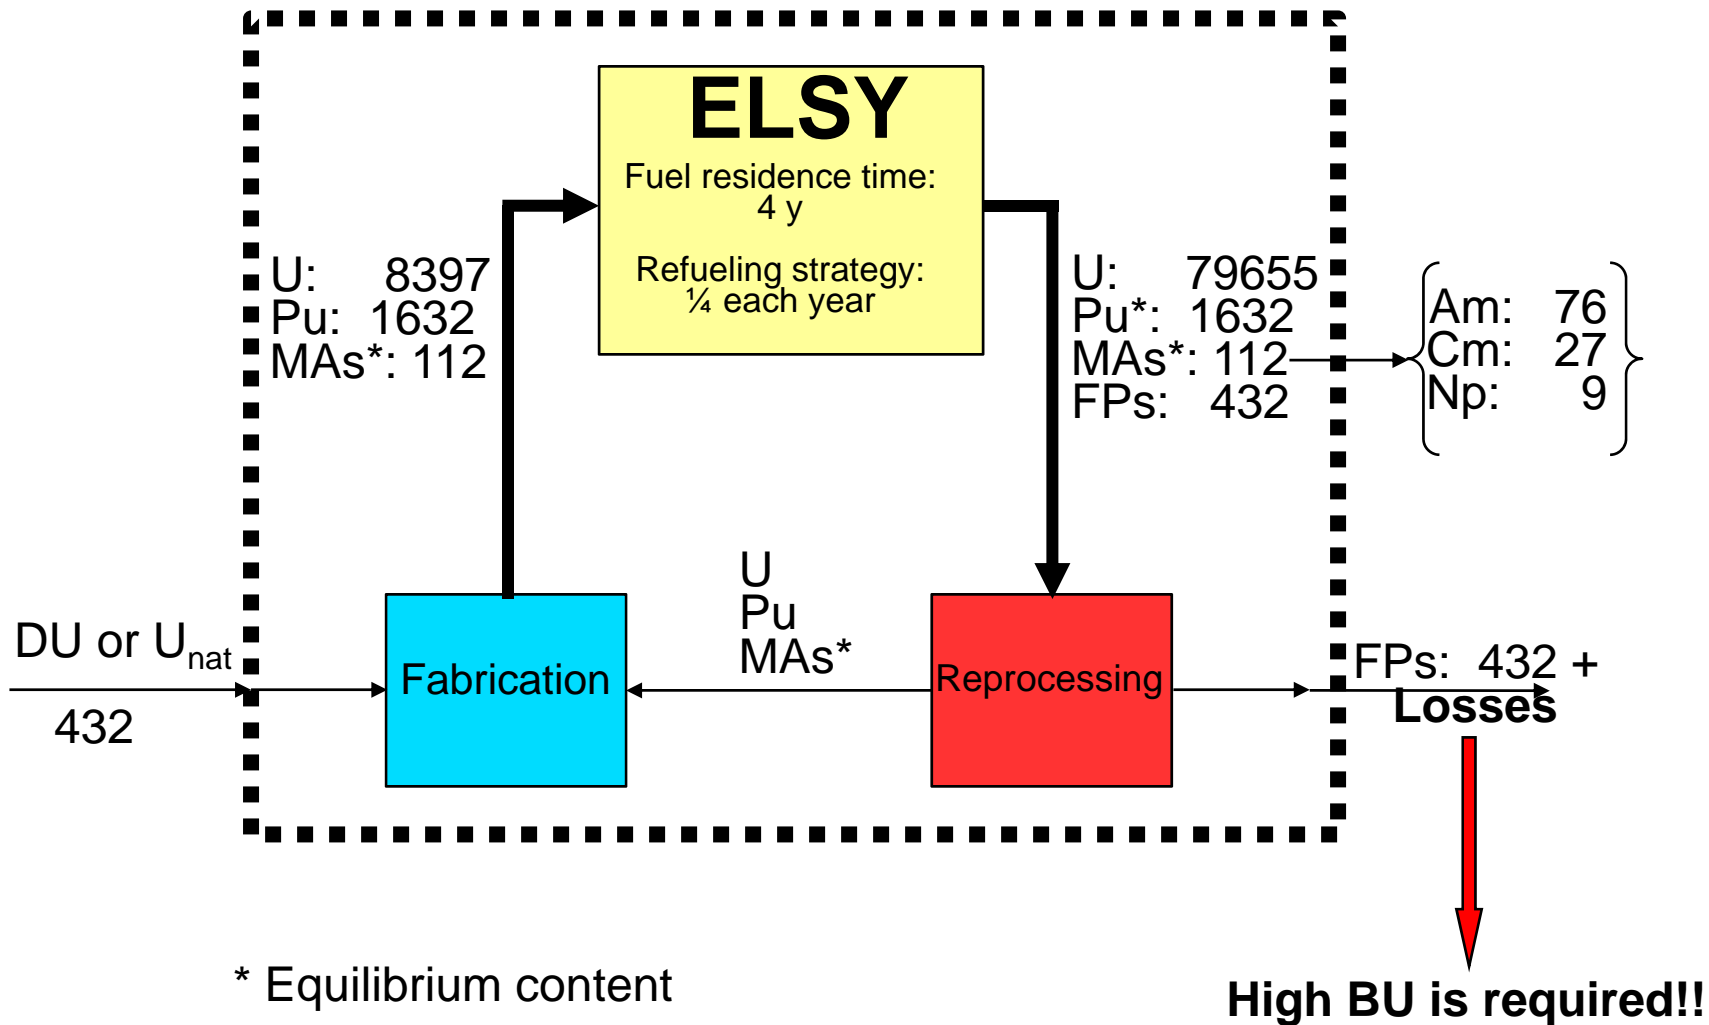 ELSY
Fuel residence time:
4 y
Refueling strategy:
¼ each year
U: 8397
Pu: 1632
MAs*: 112
U: 79655
Pu*: 1632
MAs*: 112
FPs: 432
Am: 76
Cm: 27
Np: 9
U
Pu
MAs*
DU or Unat
432
Fabrication
Reprocessing
FPs: 432 +
Losses
* Equilibrium content
High BU is required!!